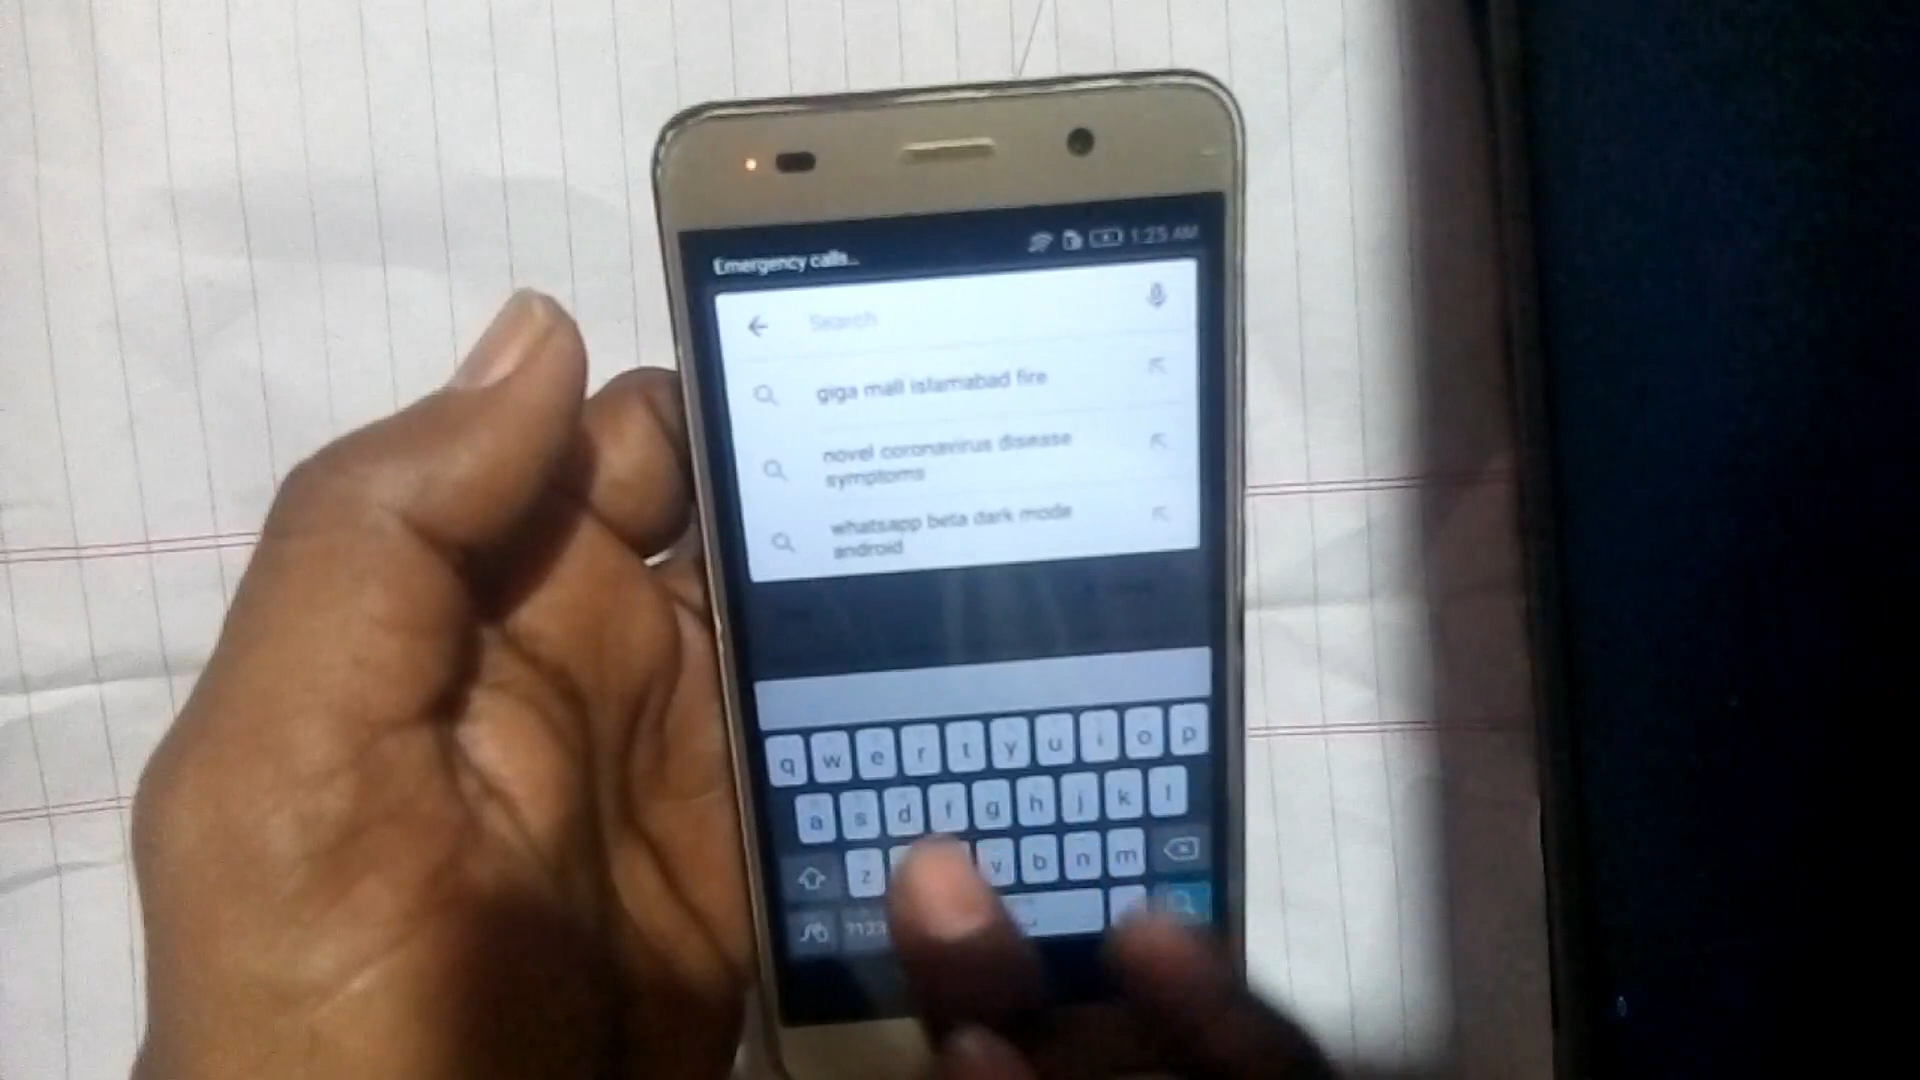 Emergency calls...
1:25 AM
Search
giga mall islamabad fire
novel coronavirus disease
symptoms
whatsapp beta dark mode
android
q w e r t y u i o p
a s d f g h j k l
z v b n m
?123